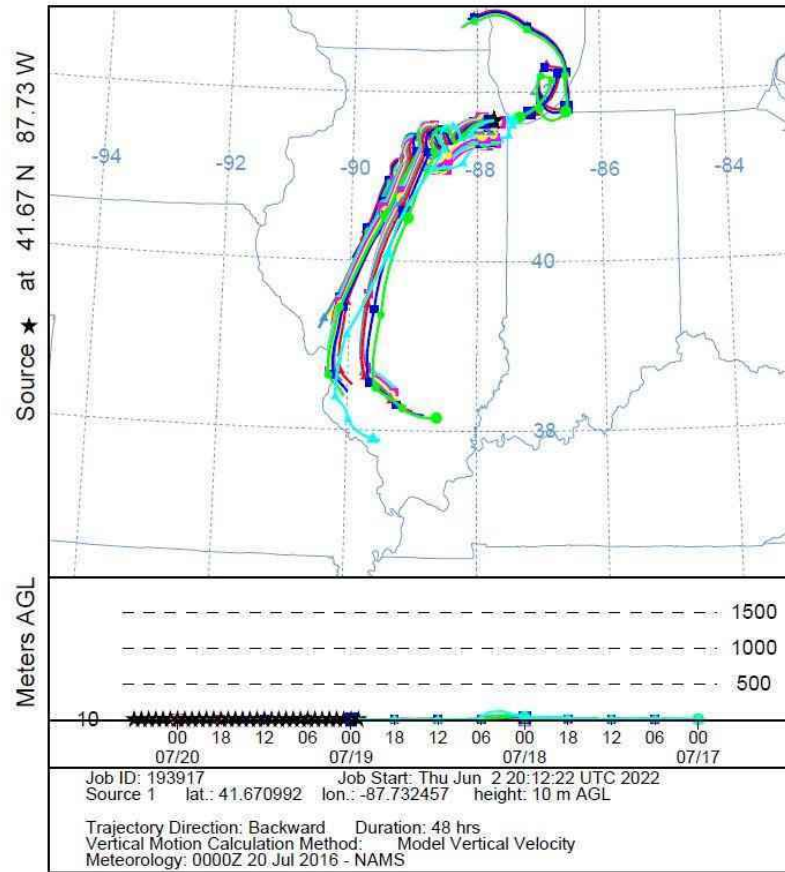 Source ★ at 41.67 N 87.73 W
-94
-92
-90
-88
-86
-84
40
38
Meters AGL
1500
1000
500
10
00 18 12 06 00 18 12 06 00 18 12 06 00
07/20 07/19 07/18 07/17
Job ID: 193917 Job Start: Thu Jun 2 20:12:22 UTC 2022
Source 1 lat.: 41.670992 lon.: -87.732457 height: 10 m AGL
Trajectory Direction: Backward Duration: 48 hrs
Vertical Motion Calculation Method: Model Vertical Velocity
Meteorology: 0000Z 20 Jul 2016 - NAMS